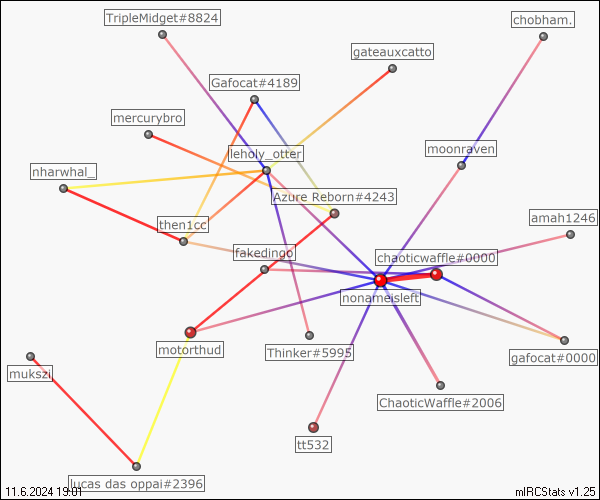 TripleMidget#8824
chobham.
gateauxcatto
Gafocat#4189
mercurybro
leholy_otter
moonraven
nharwhal_
Azure Reborn#4243
then1cc
amah1246
fakedingo
chaoticwaffle#0000
nonameisleft
motorthud
Thinker#5995
gafocat#0000
mukszi
ChaoticWaffle#2006
tt532
lucas das oppai#2396
11.6.2024 19:01
mIRCStats v1.25